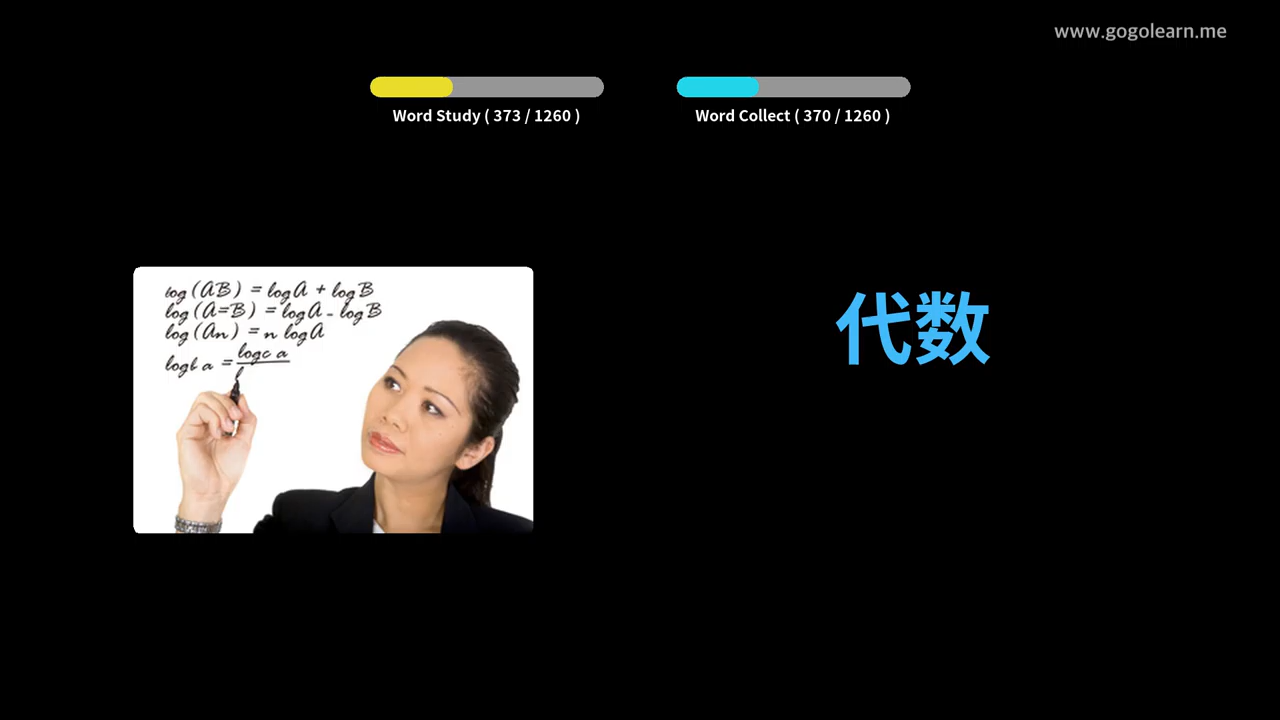 www.gogolearn.me
Word Study ( 373 / 1260 )
Word Collect ( 370 / 1260 )
log (AB) = log A + log B
log (A=B) = log A - log B
log (An) = n log A
logb a = logc a
代数